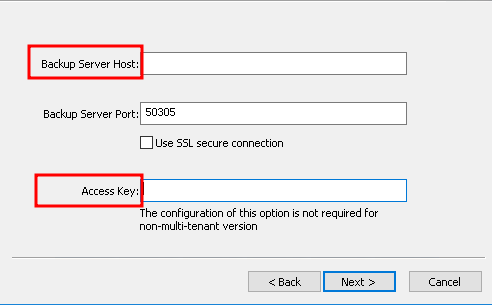 Backup Server Host:
Backup Server Port: 50305
Use SSL secure connection
Access Key:
The configuration of this option is not required for
non-multi-tenant version
< Back Next > Cancel